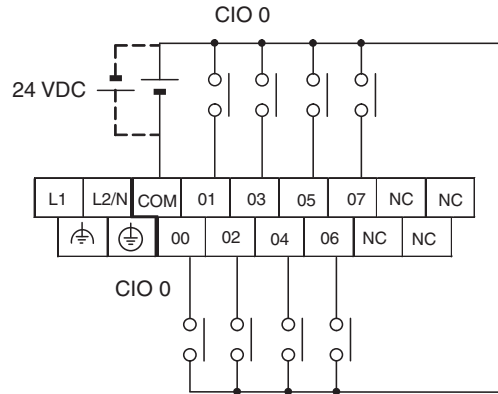 CIO 0
24 VDC
L1 L2/N COM 01 03 05 07 NC NC
00 02 04 06 NC NC
CIO 0